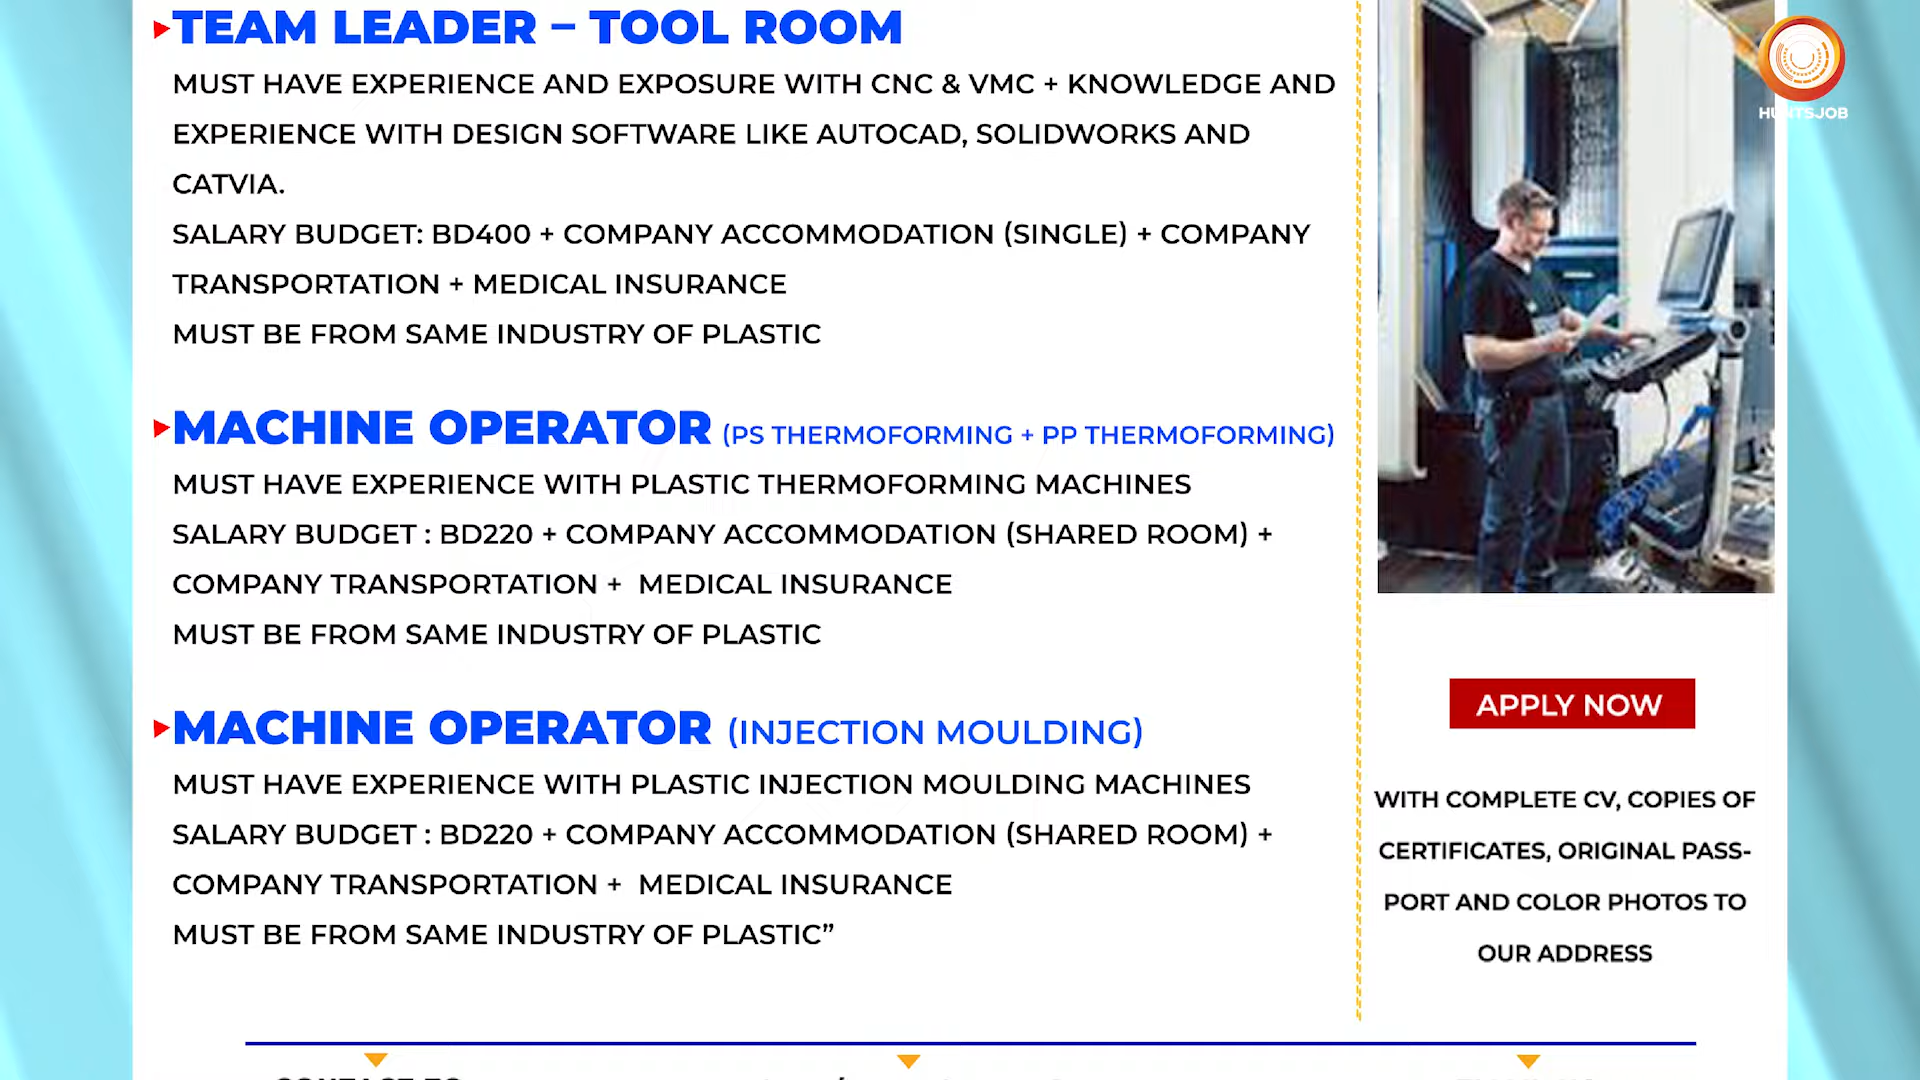 TEAM LEADER – TOOL ROOM
MUST HAVE EXPERIENCE AND EXPOSURE WITH CNC & VMC + KNOWLEDGE AND
EXPERIENCE WITH DESIGN SOFTWARE LIKE AUTOCAD, SOLIDWORKS AND
CATVIA.
SALARY BUDGET: BD400 + COMPANY ACCOMMODATION (SINGLE) + COMPANY
TRANSPORTATION + MEDICAL INSURANCE
MUST BE FROM SAME INDUSTRY OF PLASTIC
MACHINE OPERATOR (PS THERMOFORMING + PP THERMOFORMING)
MUST HAVE EXPERIENCE WITH PLASTIC THERMOFORMING MACHINES
SALARY BUDGET : BD220 + COMPANY ACCOMMODATION (SHARED ROOM) +
COMPANY TRANSPORTATION + MEDICAL INSURANCE
MUST BE FROM SAME INDUSTRY OF PLASTIC
MACHINE OPERATOR (INJECTION MOULDING)
MUST HAVE EXPERIENCE WITH PLASTIC INJECTION MOULDING MACHINES
SALARY BUDGET : BD220 + COMPANY ACCOMMODATION (SHARED ROOM) +
COMPANY TRANSPORTATION + MEDICAL INSURANCE
MUST BE FROM SAME INDUSTRY OF PLASTIC”
HUNTSJOB
APPLY NOW
WITH COMPLETE CV, COPIES OF
CERTIFICATES, ORIGINAL PASS-
PORT AND COLOR PHOTOS TO
OUR ADDRESS
CONTACT TO